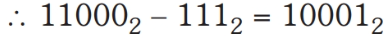 ∴ 11000₂ – 111₂ = 10001₂